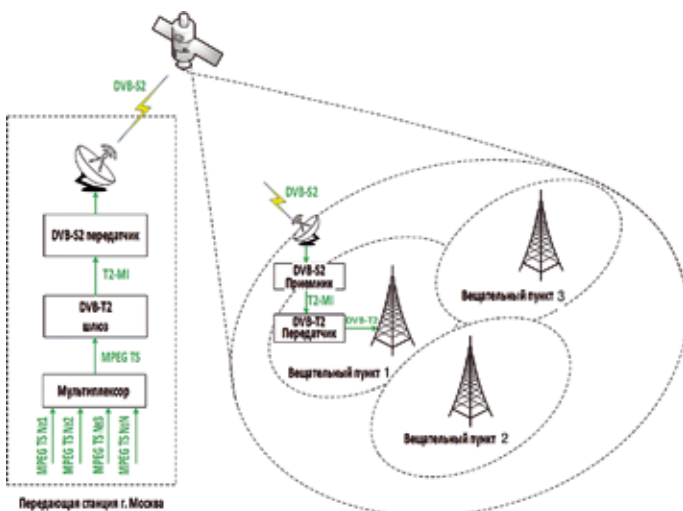 DVB-S2
DVB-S2 передатчик
T2-MI
DVB-T2
шлюз
MPEG TS
Мультиплексор
MPEG TS №1
MPEG TS №2
MPEG TS №3
MPEG TS №N
Передающая станция г. Москва
DVB-S2
DVB-S2
Приемник
T2-MI
DVB-T2
Передатчик
DVB-T2
Вещательный пункт 1
Вещательный пункт 2
Вещательный пункт 3